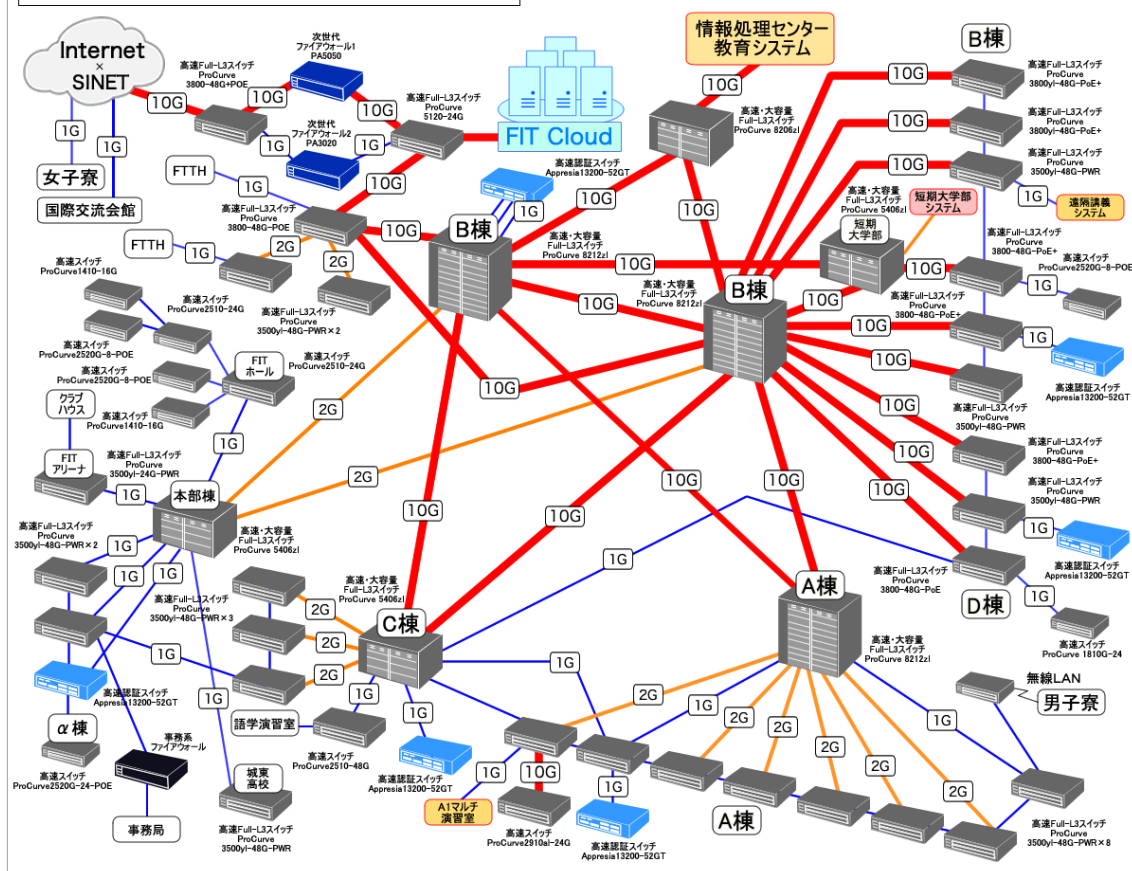 Internet
×
SINET
10G
高速Full-L3スイッチ
ProCurve
3800-48G+POE
10G
次世代
ファイアウォール1
PA5050
10G
高速Full-L3スイッチ
ProCurve
5120-24G
FIT Cloud
情報処理センター
教育システム
10G
高速・大容量
Full-L3スイッチ
ProCurve 8206zl
B棟
10G
高速Full-L3スイッチ
ProCurve
3800yl-48G-PoE+
10G
高速Full-L3スイッチ
ProCurve
3800yl-48G-PoE+
10G
高速Full-L3スイッチ
ProCurve
3500yl-48G-PWR
1G
遠隔講義
システム
1G
1G
女子寮
国際交流会館
1G
次世代
ファイアウォール2
PA3020
1G
10G
高速認証スイッチ
Appresia13200-52GT
1G
10G
10G
FTTH
1G
高速Full-L3スイッチ
ProCurve
3800-48G-POE
10G
B棟
高速・大容量
Full-L3スイッチ
ProCurve 8212zl
高速・大容量
Full-L3スイッチ
ProCurve 5406zl
短期大学部
システム
短期
大学部
10G
10G
高速Full-L3スイッチ
ProCurve
3800-48G-PoE+
1G
高速スイッチ
ProCurve2520G-8-POE
FTTH
1G
2G
2G
高速Full-L3スイッチ
ProCurve
3500yl-48G-PWR×2
10G
高速・大容量
Full-L3スイッチ
ProCurve 8212zl
B棟
10G
10G
高速Full-L3スイッチ
ProCurve
3800-48G-PoE+
1G
高速認証スイッチ
Appresia13200-52GT
高速スイッチ
ProCurve1410-16G
高速スイッチ
ProCurve2510-24G
高速スイッチ
ProCurve2520G-8-POE
高速スイッチ
ProCurve2520G-8-POE
高速スイッチ
ProCurve1410-16G
FIT
ホール
高速スイッチ
ProCurve2510-24G
10G
10G
高速Full-L3スイッチ
ProCurve
3500yl-48G-PWR
クラブ
ハウス
FIT
アリーナ
高速Full-L3スイッチ
ProCurve
3500yl-24G-PWR
1G
1G
2G
2G
10G
10G
10G
高速Full-L3スイッチ
ProCurve
3800-48G-PoE+
高速Full-L3スイッチ
ProCurve
3500yl-48G-PWR
1G
高速認証スイッチ
Appresia13200-52GT
本部棟
高速・大容量
Full-L3スイッチ
ProCurve 5406zl
10G
10G
10G
10G
高速Full-L3スイッチ
ProCurve
3500yl-48G-PWR×2
1G
1G
1G
高速Full-L3スイッチ
ProCurve
3500yl-48G-PWR×3
1G
1G
2G
2G
2G
高速・大容量
Full-L3スイッチ
ProCurve 5406zl
C棟
1G
A棟
高速・大容量
Full-L3スイッチ
ProCurve 8212zl
高速Full-L3スイッチ
ProCurve
3800-48G-PoE
D棟
1G
高速スイッチ
ProCurve 1810G-24
高速認証スイッチ
Appresia13200-52GT
α棟
高速スイッチ
ProCurve2520G-24-POE
事務系
ファイアウォール
事務局
城東
高校
高速Full-L3スイッチ
ProCurve
3500yl-48G-PWR
語学演習室
1G
高速スイッチ
ProCurve2510-48G
1G
高速認証スイッチ
Appresia13200-52GT
1G
2G
1G
1G
10G
A1マルチ
演習室
高速スイッチ
ProCurve2910al-24G
1G
高速認証スイッチ
Appresia13200-52GT
2G
2G
2G
2G
2G
1G
A棟
無線LAN
男子寮
高速Full-L3スイッチ
ProCurve
3500yl-48G-PWR×8